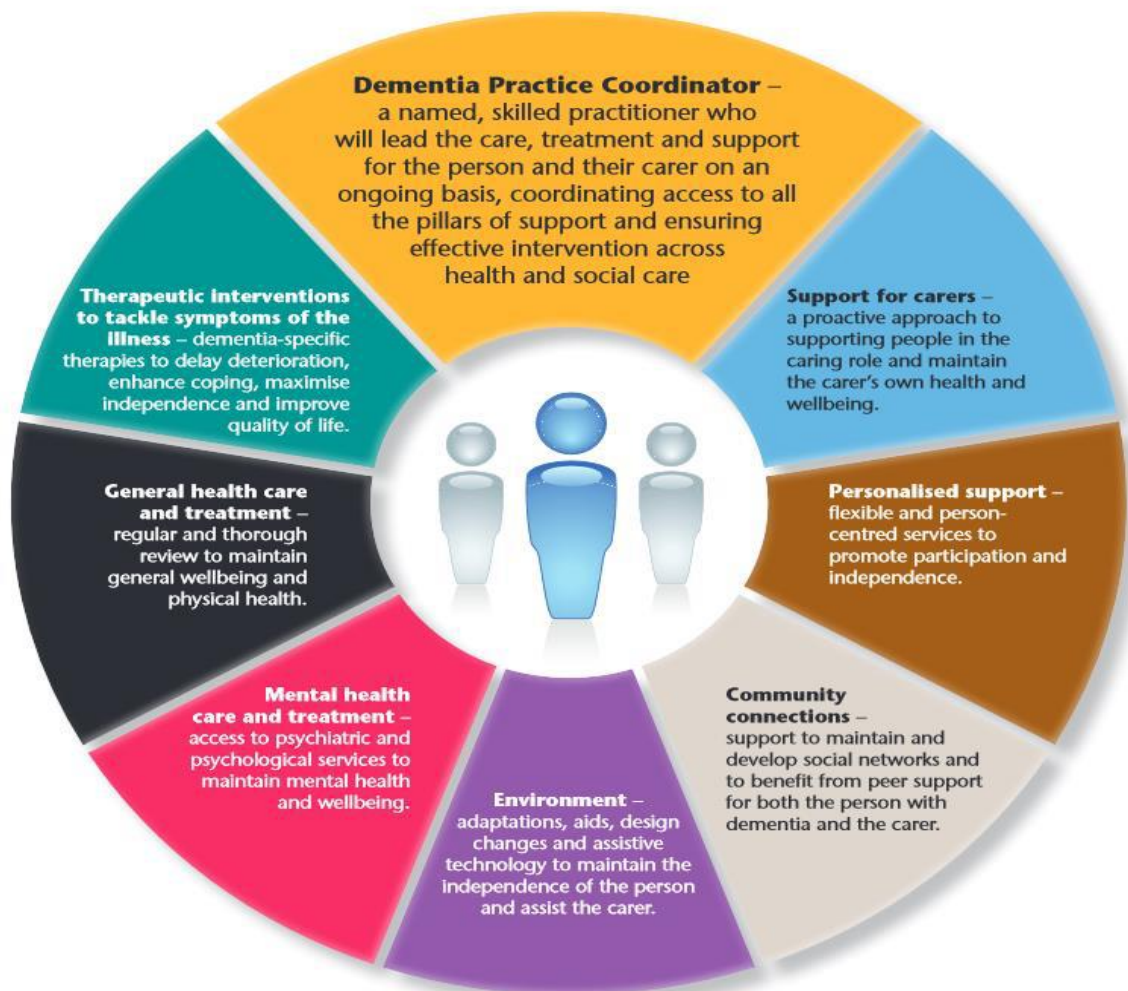 Dementia Practice Coordinator –
a named, skilled practitioner who
will lead the care, treatment and support
for the person and their carer on an
ongoing basis, coordinating access to all
the pillars of support and ensuring
effective intervention across
health and social care
Support for carers –
a proactive approach to
supporting people in the
caring role and maintain
the carer's own health and
wellbeing.
Personalised support –
flexible and person-
centred services to
promote participation and
independence.
Community
connections –
support to maintain and
develop social networks and
to benefit from peer support
for both the person with
dementia and the carer.
Environment –
adaptations, aids, design
changes and assistive
technology to maintain the
independence of the person
and assist the carer.
Mental health
care and treatment –
access to psychiatric and
psychological services to
maintain mental health
and wellbeing.
General health care
and treatment –
regular and thorough
review to maintain
general wellbeing and
physical health.
Therapeutic interventions
to tackle symptoms of the
illness – dementia-specific
therapies to delay deterioration,
enhance coping, maximise
independence and improve
quality of life.